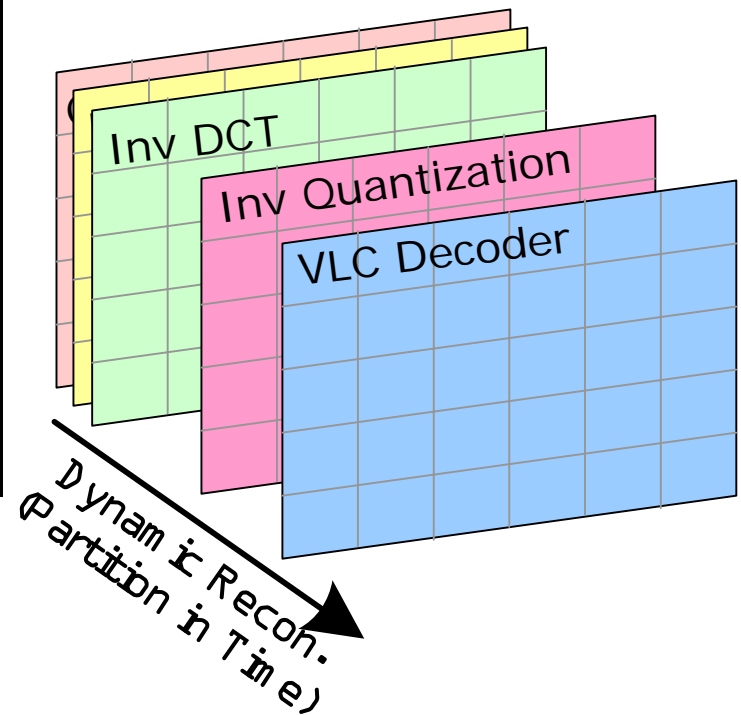 Inv DCT
Inv Quantization
VLC Decoder
Dynamic Recon.
(Partition in Time)